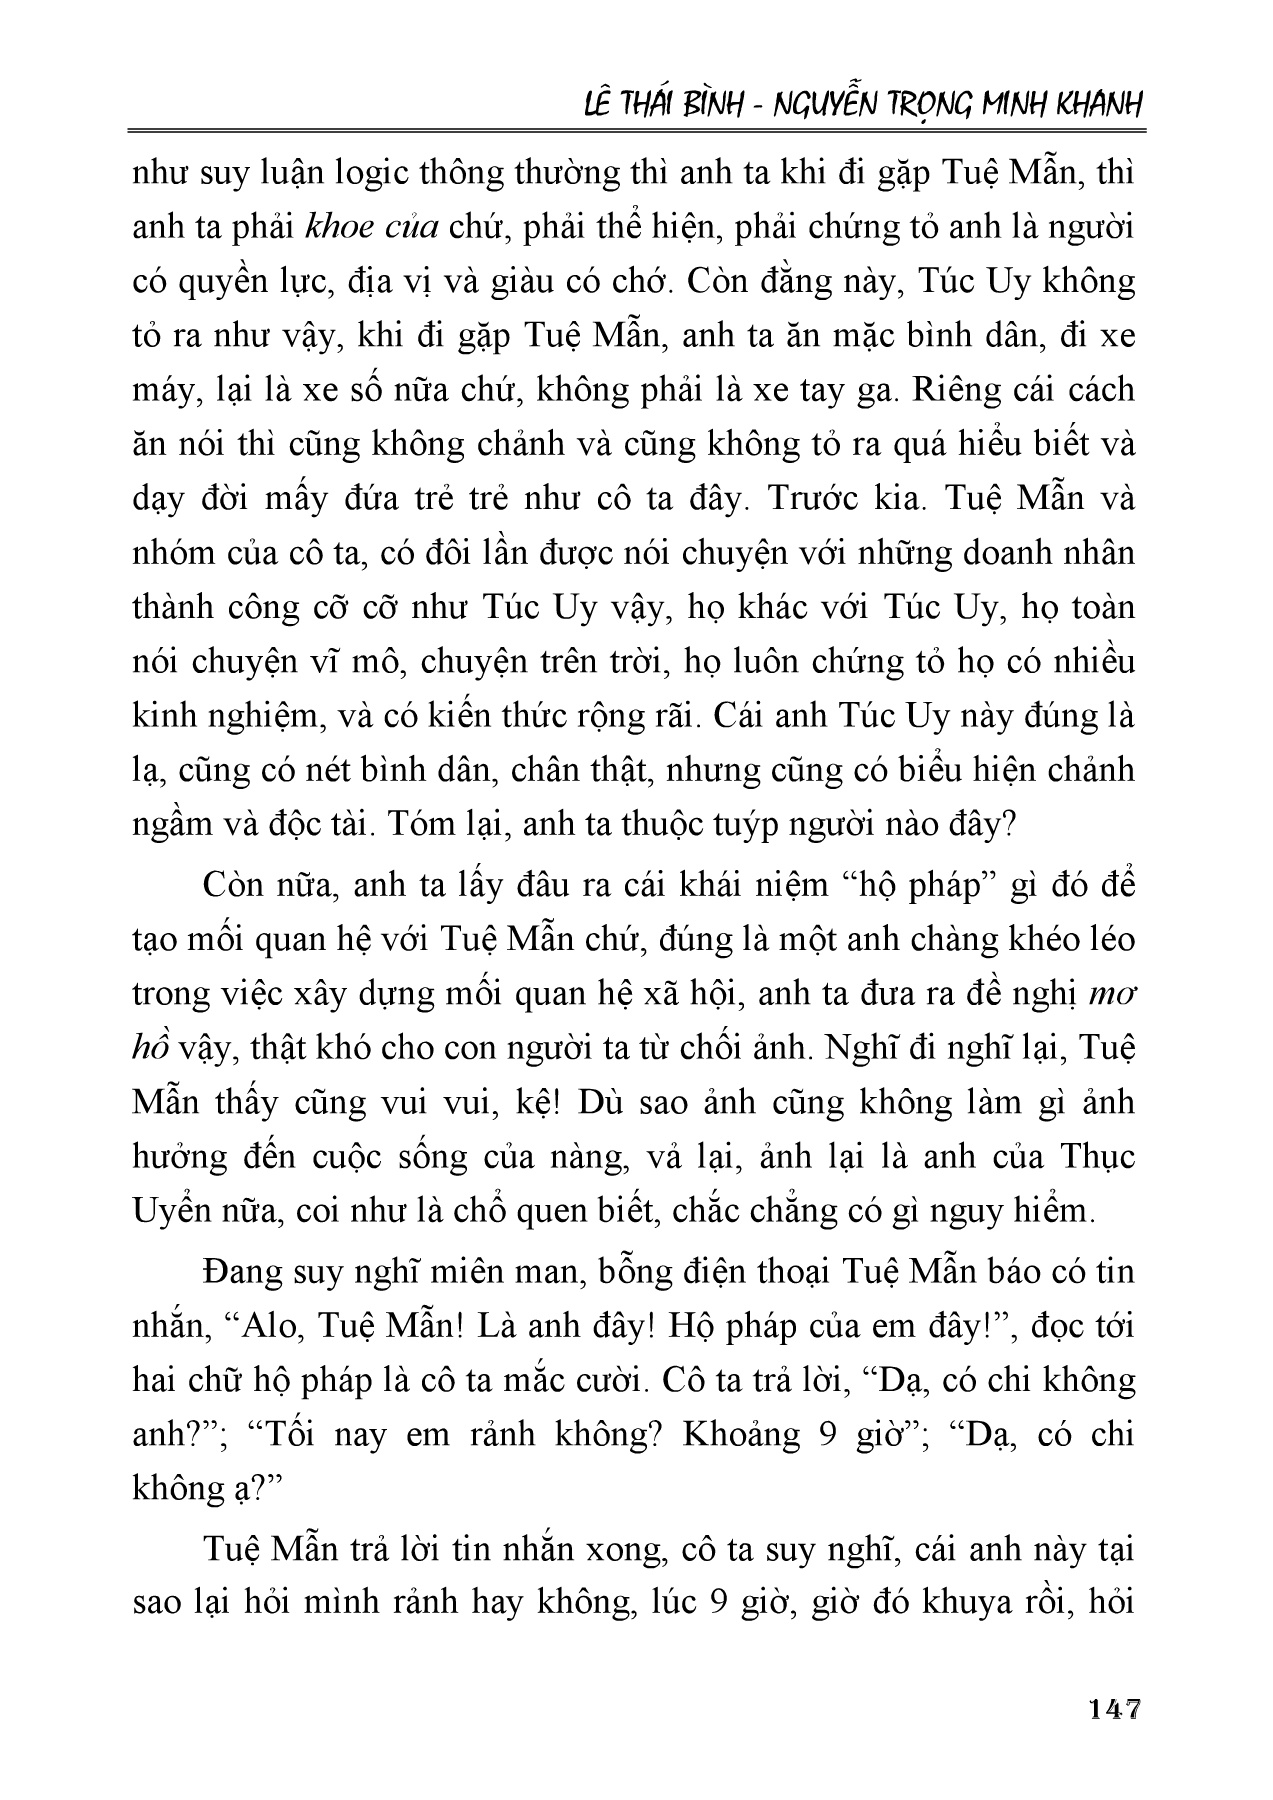 LÊ THÁI BÌNH - NGUYỄN TRỌNG MINH KHANH
như suy luận logic thông thường thì anh ta khi đi gặp Tuệ Mẫn, thì
anh ta phải khoe của chứ, phải thể hiện, phải chứng tỏ anh là người
có quyền lực, địa vị và giàu có chớ. Còn đằng này, Túc Uy không
tỏ ra như vậy, khi đi gặp Tuệ Mẫn, anh ta ăn mặc bình dân, đi xe
máy, lại là xe số nữa chứ, không phải là xe tay ga. Riêng cái cách
ăn nói thì cũng không chảnh và cũng không tỏ ra quá hiểu biết và
dạy đời mấy đứa trẻ trẻ như cô ta đây. Trước kia. Tuệ Mẫn và
nhóm của cô ta, có đôi lần được nói chuyện với những doanh nhân
thành công cỡ cỡ như Túc Uy vậy, họ khác với Túc Uy, họ toàn
nói chuyện vĩ mô, chuyện trên trời, họ luôn chứng tỏ họ có nhiều
kinh nghiệm, và có kiến thức rộng rãi. Cái anh Túc Uy này đúng là
lạ, cũng có nét bình dân, chân thật, nhưng cũng có biểu hiện chảnh
ngầm và độc tài. Tóm lại, anh ta thuộc tuýp người nào đây?
Còn nữa, anh ta lấy đâu ra cái khái niệm “hộ pháp” gì đó để
tạo mối quan hệ với Tuệ Mẫn chứ, đúng là một anh chàng khéo léo
trong việc xây dựng mối quan hệ xã hội, anh ta đưa ra đề nghị mơ
hồ vậy, thật khó cho con người ta từ chối ảnh. Nghĩ đi nghĩ lại, Tuệ
Mẫn thấy cũng vui vui, kệ! Dù sao ảnh cũng không làm gì ảnh
hưởng đến cuộc sống của nàng, vả lại, ảnh lại là anh của Thục
Uyển nữa, coi như là chổ quen biết, chắc chẳng có gì nguy hiểm.
Đang suy nghĩ miên man, bỗng điện thoại Tuệ Mẫn báo có tin
nhắn, “Alo, Tuệ Mẫn! Là anh đây! Hộ pháp của em đây!”, đọc tới
hai chữ hộ pháp là cô ta mắc cười. Cô ta trả lời, “Dạ, có chi không
anh?”; “Tối nay em rảnh không? Khoảng 9 giờ”; “Dạ, có chi
không ạ?”
Tuệ Mẫn trả lời tin nhắn xong, cô ta suy nghĩ, cái anh này tại
sao lại hỏi mình rảnh hay không, lúc 9 giờ, giờ đó khuya rồi, hỏi
147